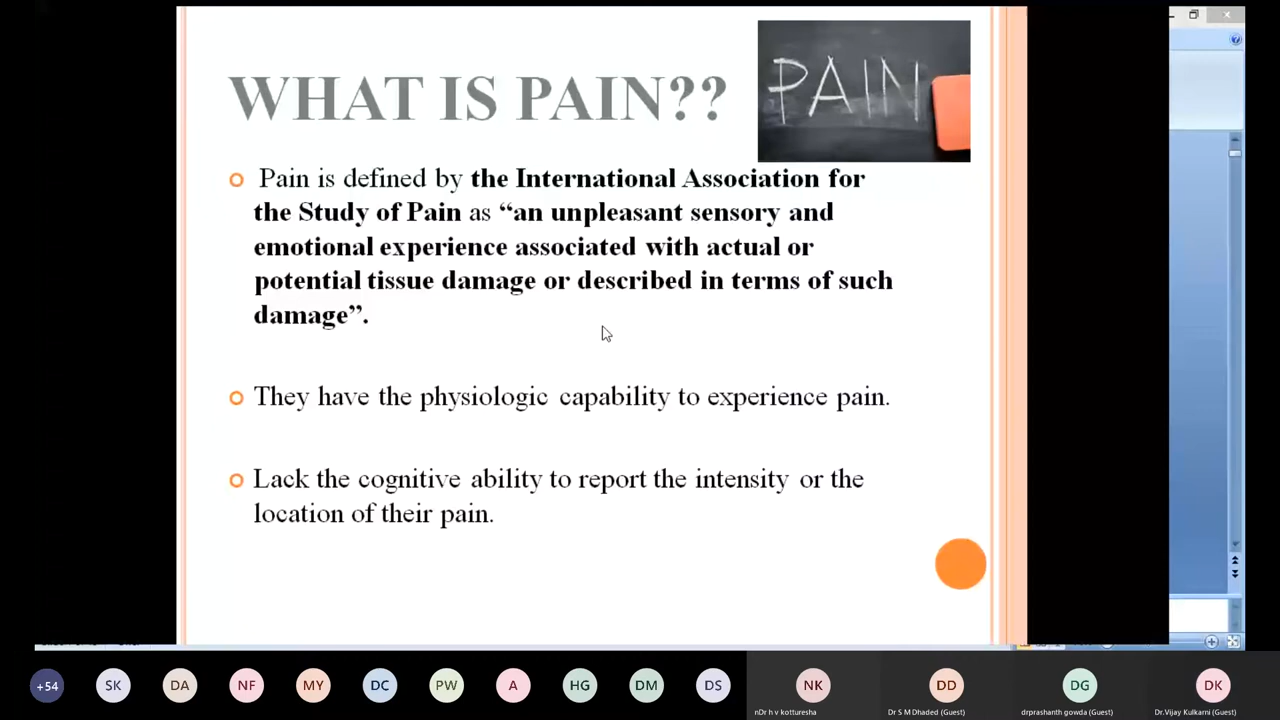 PAIN
WHAT IS PAIN??
Pain is defined by the International Association for
the Study of Pain as “an unpleasant sensory and
emotional experience associated with actual or
potential tissue damage or described in terms of such
damage”.
They have the physiologic capability to experience pain.
Lack the cognitive ability to report the intensity or the
location of their pain.
+54
SK
DA
NF
MY
DC
PW
A
HG
DM
DS
NK
DD
DG
DK
nDr h v kotturesha
Dr S M Dhaded (Guest)
drprashanth gowda (Guest)
Dr.Vijay Kulkarni (Guest)